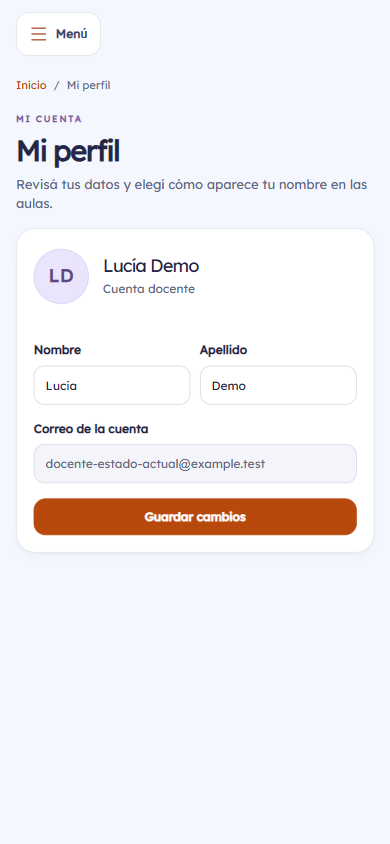 Menú
Inicio / Mi perfil
MI CUENTA
Mi perfil
Revisá tus datos y elegí cómo aparece tu nombre en las
aulas.
LD
Lucía Demo
Cuenta docente
Nombre
Apellido
Lucía
Demo
Correo de la cuenta
docente-estado-actual@example.test
Guardar cambios